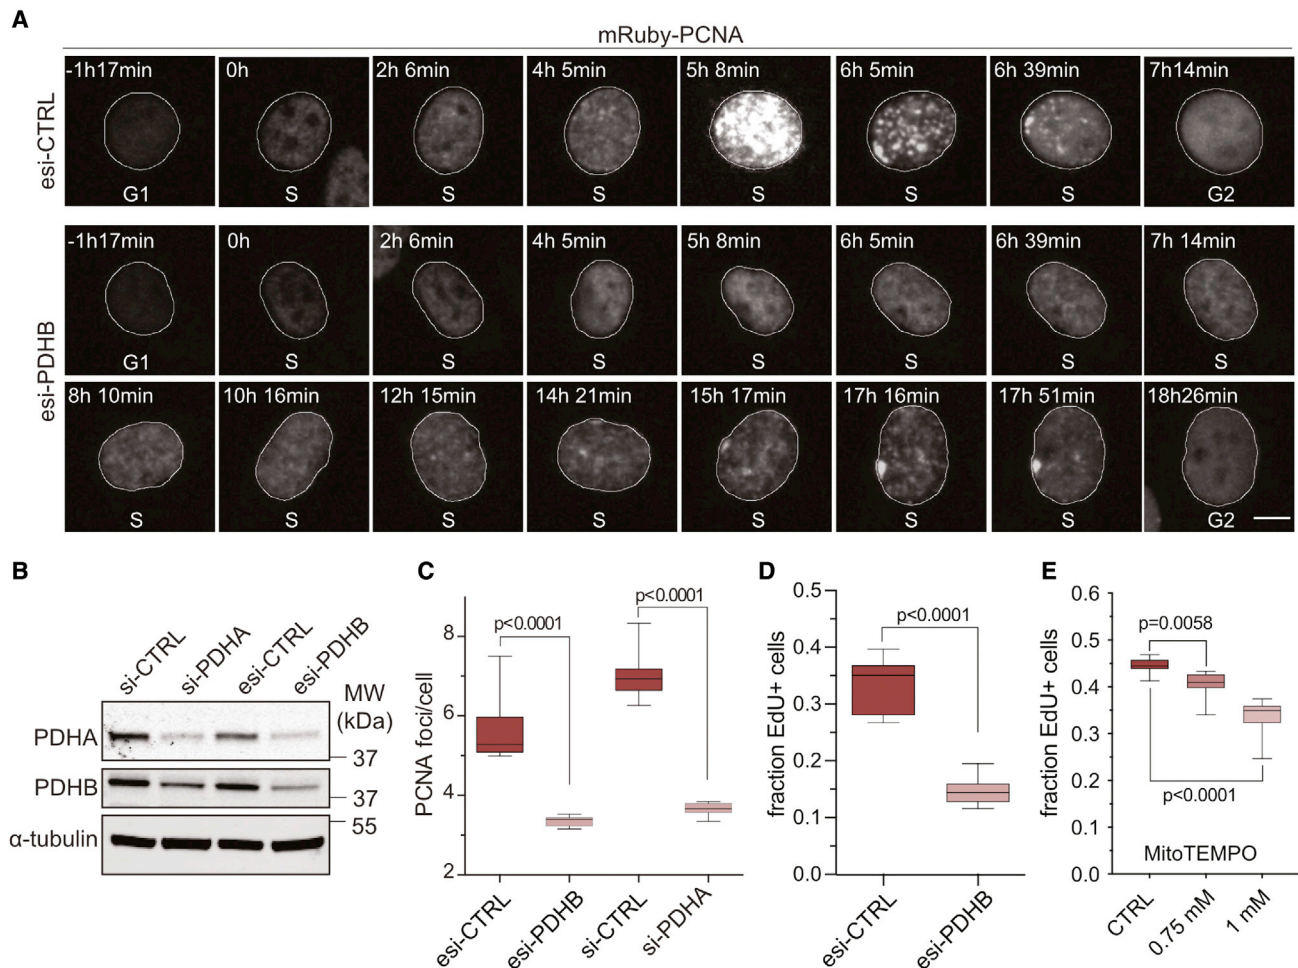 A
mRuby-PCNA
esi-CTRL
-1h17min 0h 2h 6min 4h 5min 5h 8min 6h 5min 6h 39min 7h14min
G1 S S S S S S G2
esi-PDHB
-1h17min 0h 2h 6min 4h 5min 5h 8min 6h 5min 6h 39min 7h 14min
G1 S S S S S S S
8h 10min 10h 16min 12h 15min 14h 21min 15h 17min 17h 16min 17h 51min 18h26min
S S S S S S S G2
B
si-CTRL si-PDHA esi-CTRL esi-PDHB
MW
(kDa)
PDHA
37
PDHB
37
55
α-tubulin
C
PCNA foci/cell
8
6
4
2
p<0.0001
p<0.0001
esi-CTRL esi-PDHB si-CTRL si-PDHA
D
fraction EdU+ cells
0.5
0.4
0.3
0.2
0.1
0.0
p<0.0001
esi-CTRL esi-PDHB
E
fraction EdU+ cells
0.6
0.5
0.4
0.3
0.2
0.1
0.0
p=0.0058
p<0.0001
MitoTEMPO
CTRL 0.75 mM 1 mM